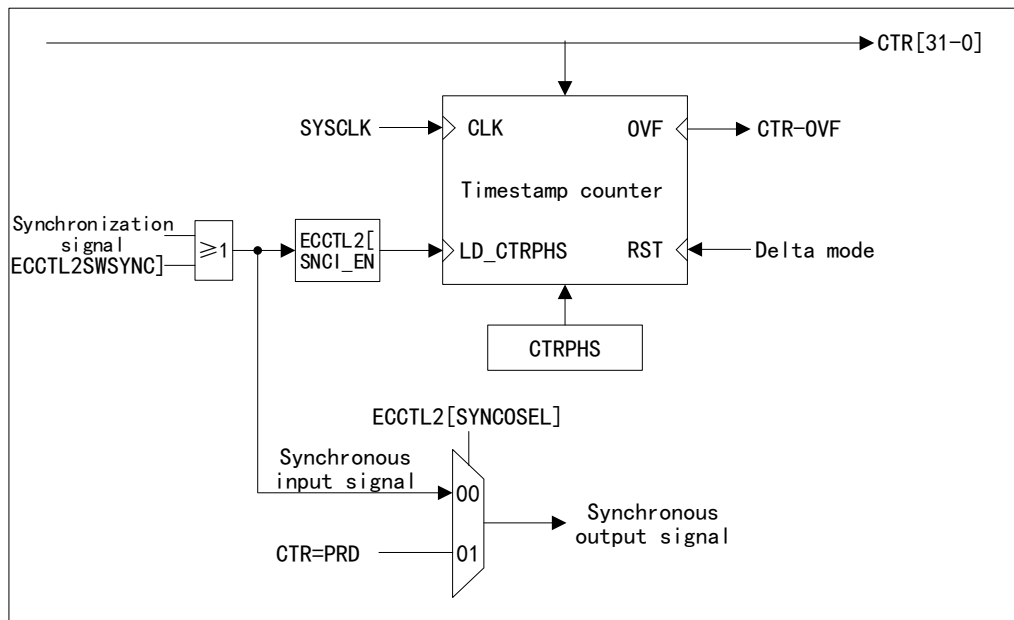 CTR[31-0]
SYSCLK
CLK
OVF
CTR-OVF
Timestamp counter
Synchronization
signal
ECCTL2SWSYNC]
≥1
ECCTL2[
SNCI_EN
LD_CTRPHS
RST
Delta mode
CTRPHS
ECCTL2[SYNCOSEL]
Synchronous
input signal
00
Synchronous
output signal
CTR=PRD
01